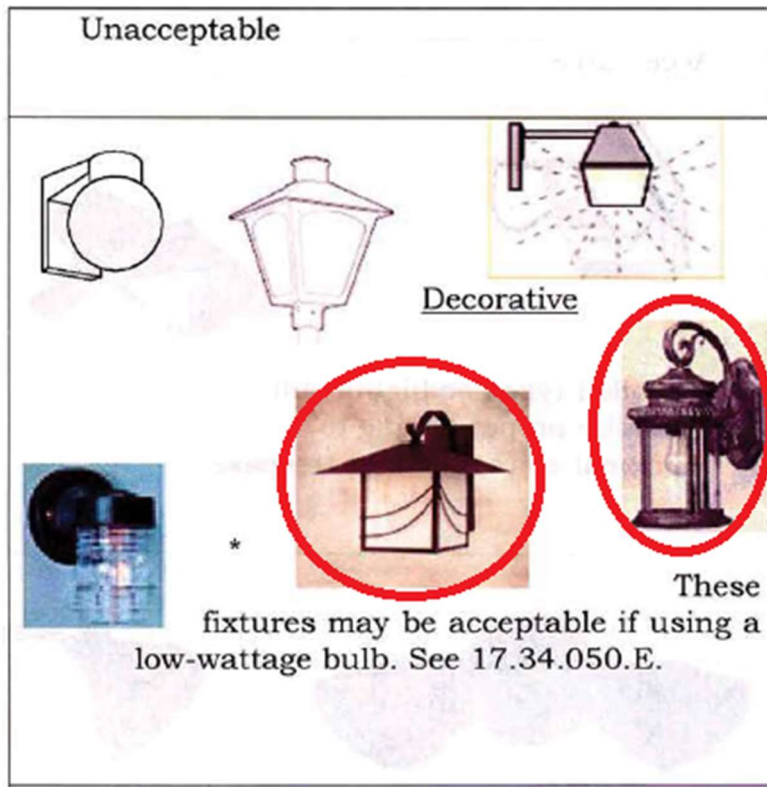 Unacceptable
Decorative
*
These
fixtures may be acceptable if using a
low-wattage bulb. See 17.34.050.E.